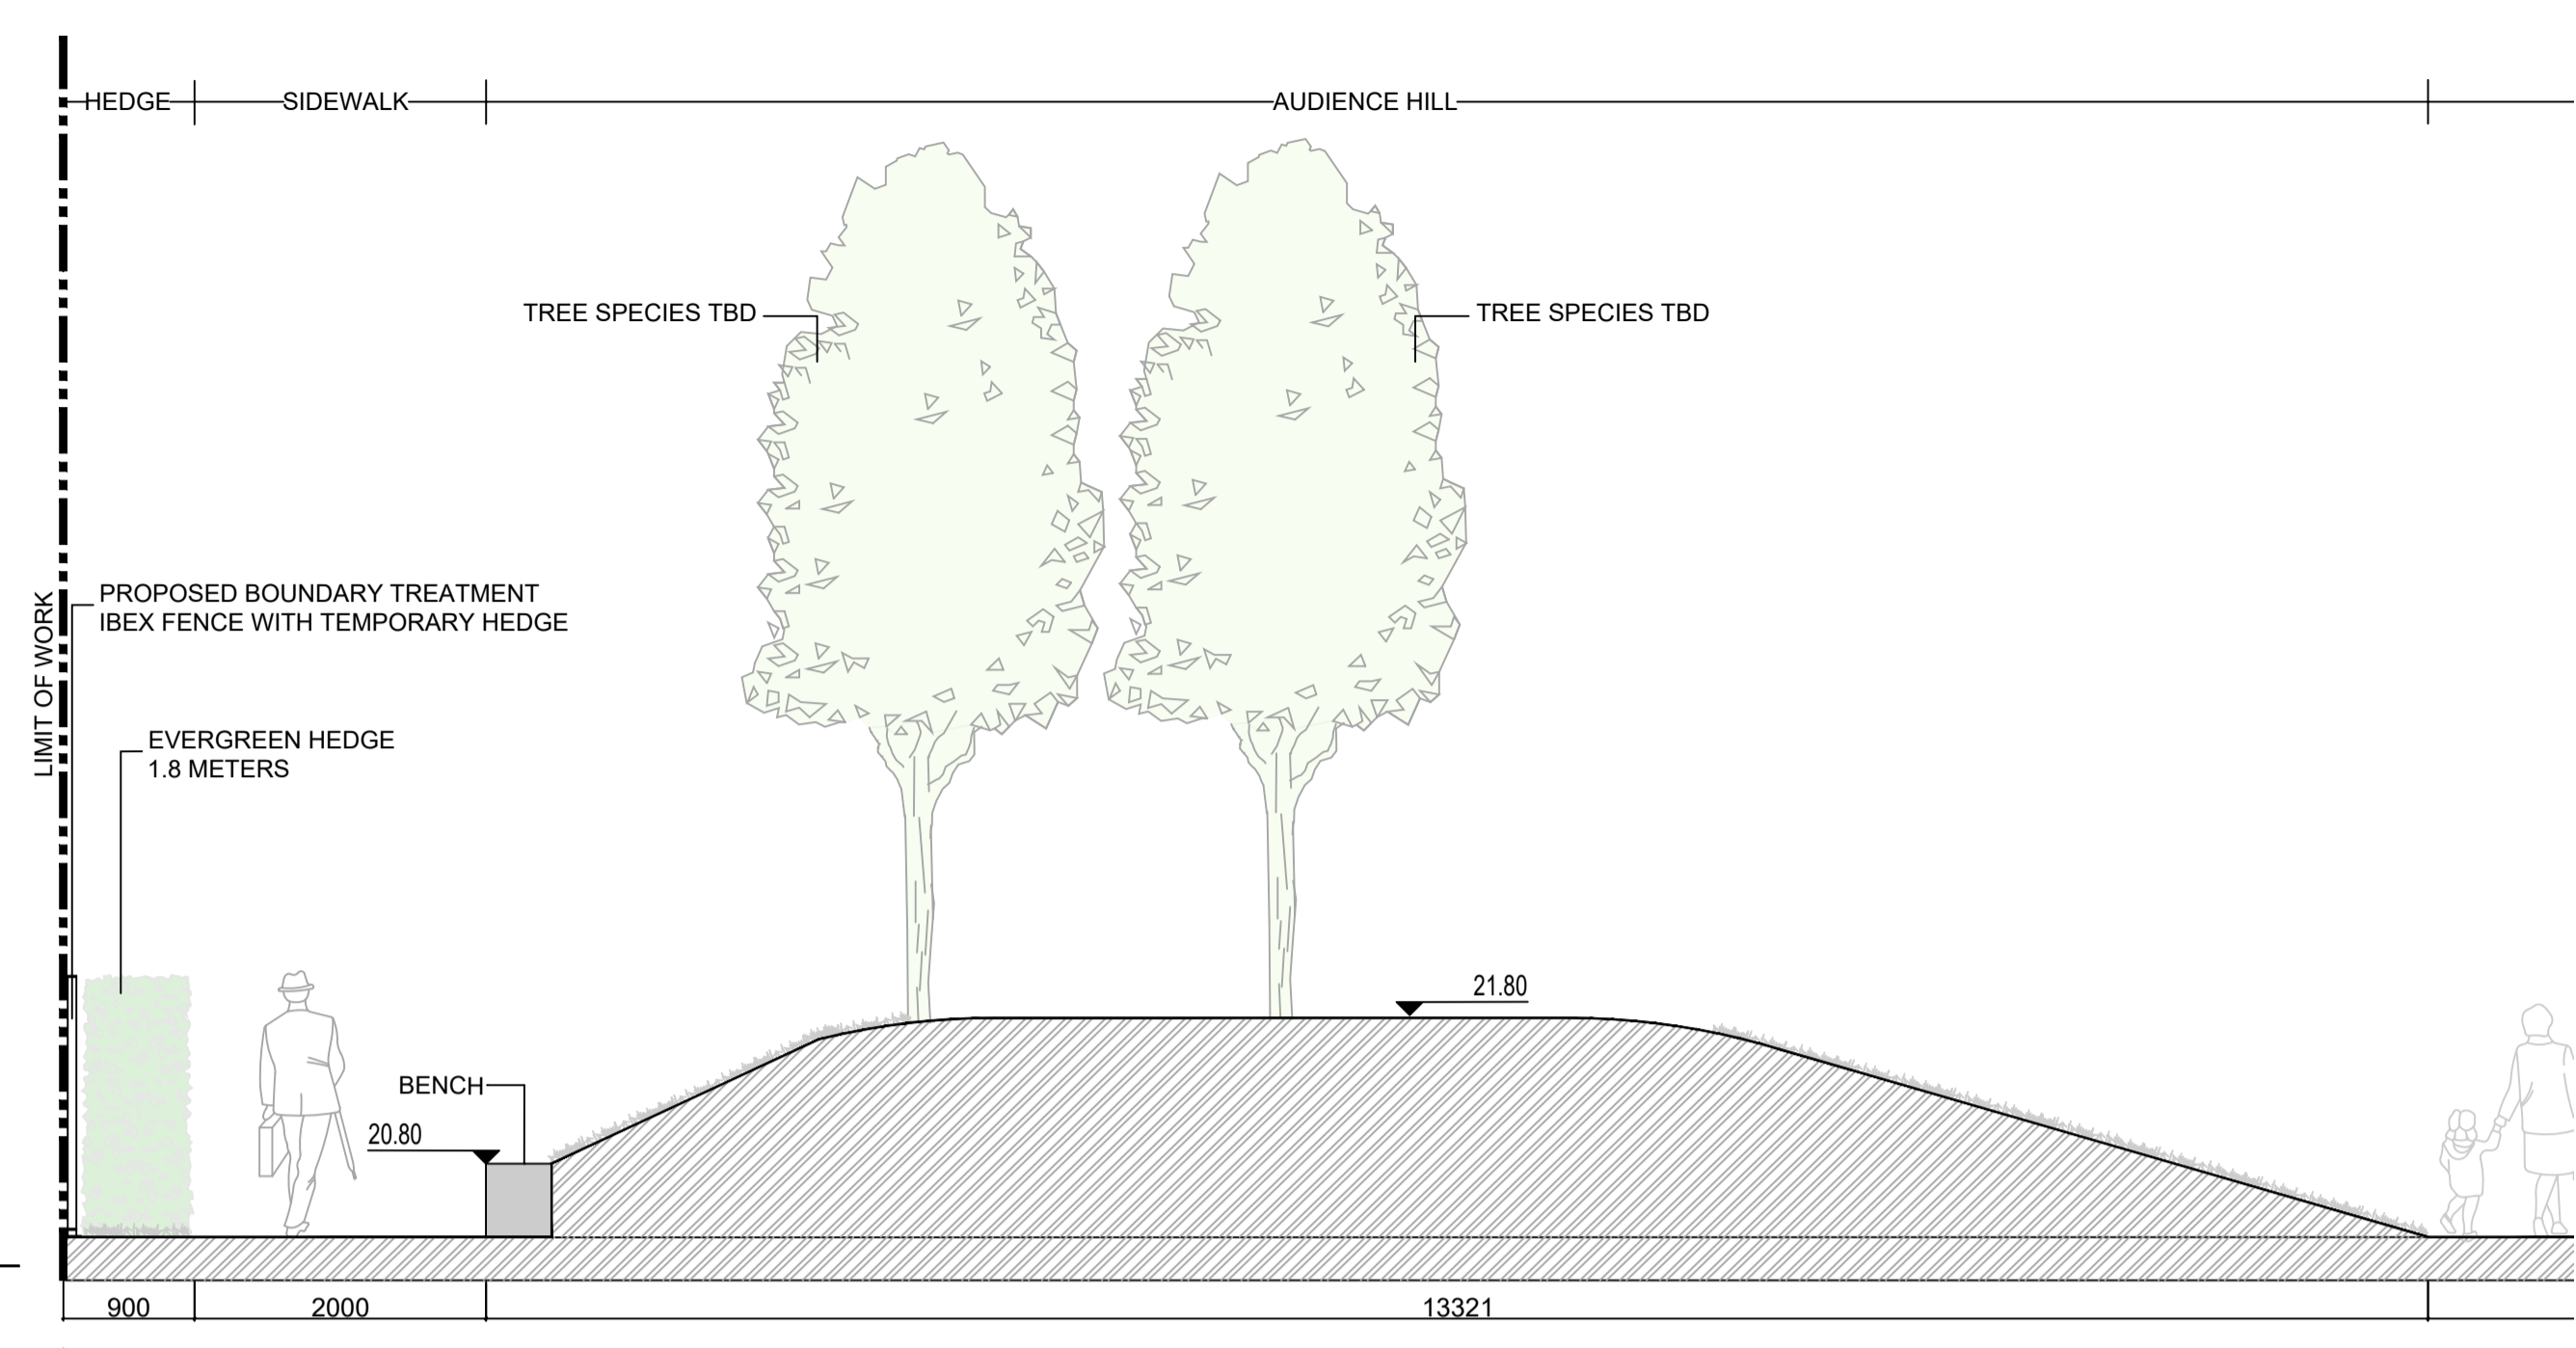 HEDGE
SIDEWALK
AUDIENCE HILL
TREE SPECIES TBD
TREE SPECIES TBD
LIMIT OF WORK
PROPOSED BOUNDARY TREATMENT
IBEX FENCE WITH TEMPORARY HEDGE
EVERGREEN HEDGE
1.8 METERS
21.80
BENCH
20.80
900
2000
13321